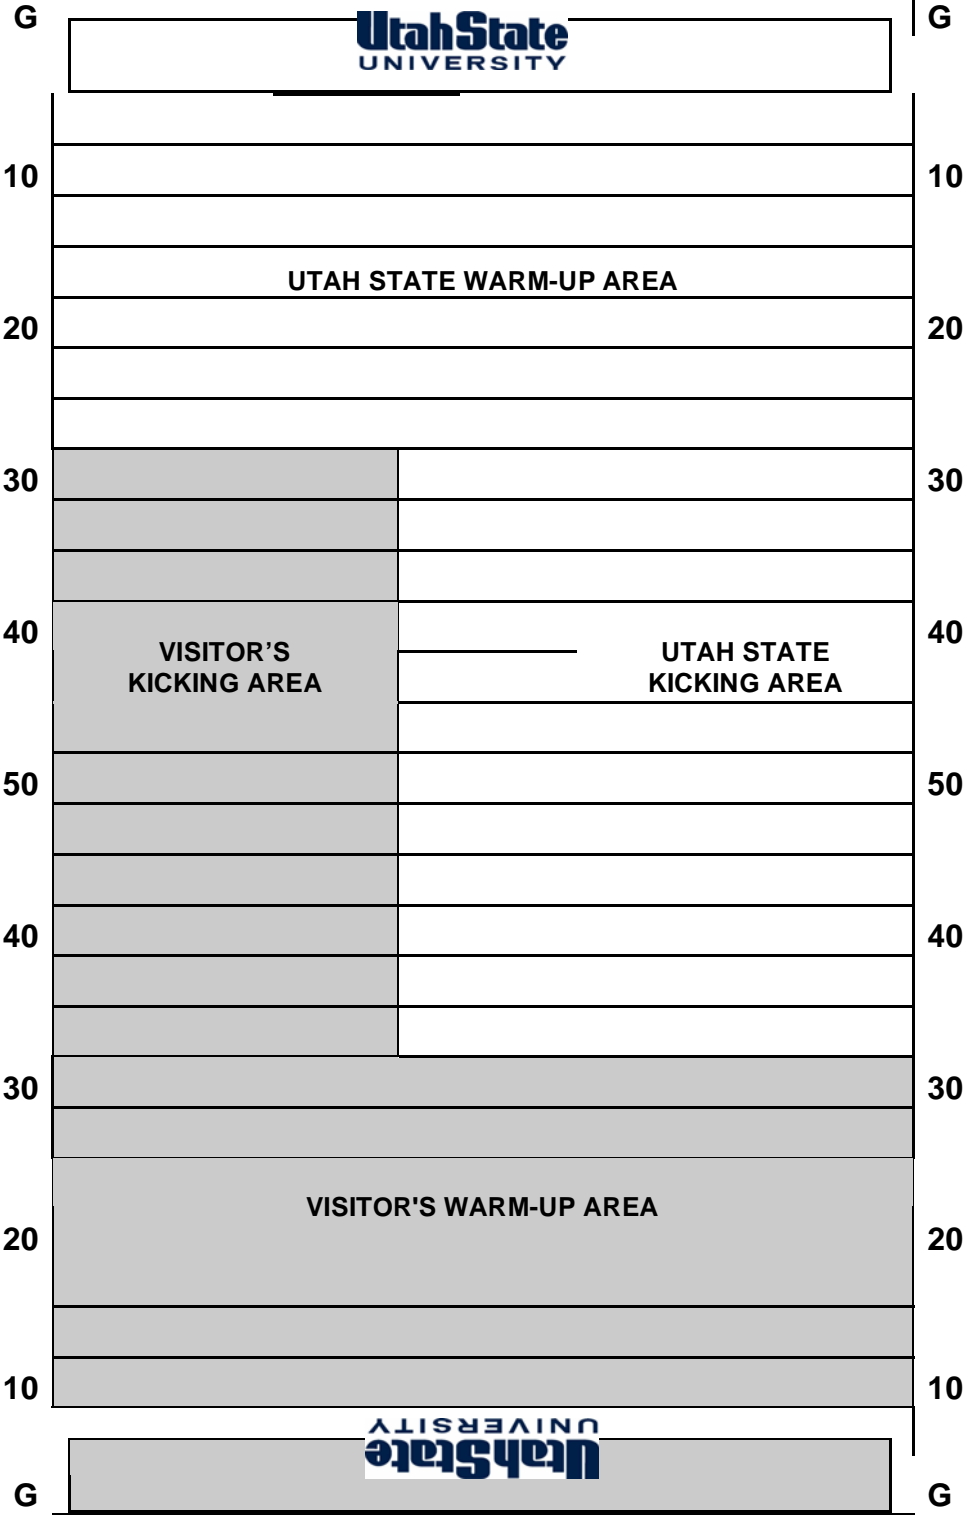 G G
UtahState
UNIVERSITY
10 10
UTAH STATE WARM-UP AREA
20 20
30 30
40 40
VISITOR’S UTAH STATE
KICKING AREA KICKING AREA
50 50
40 40
30 30
VISITOR'S WARM-UP AREA
20 20
10 10
UtahState
UNIVERSITY
G G